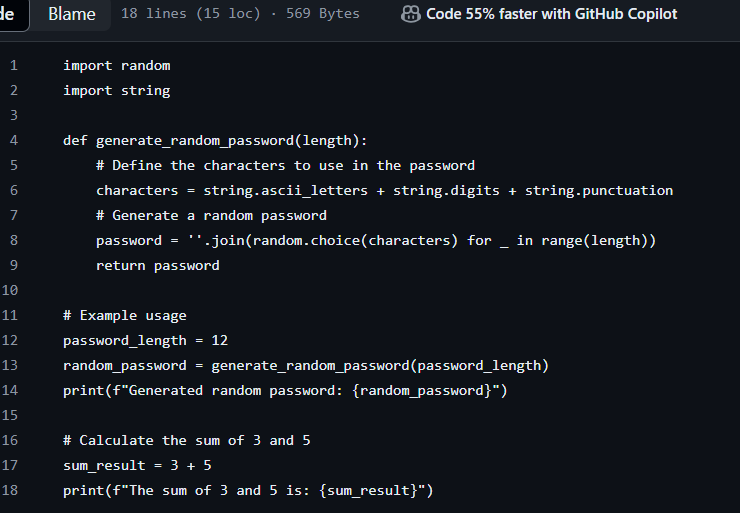 de Blame 18 lines (15 loc) · 569 Bytes Code 55% faster with GitHub Copilot
1 import random
2 import string
3
4 def generate_random_password(length):
5     # Define the characters to use in the password
6     characters = string.ascii_letters + string.digits + string.punctuation
7     # Generate a random password
8     password = ''.join(random.choice(characters) for _ in range(length))
9     return password
10
11 # Example usage
12 password_length = 12
13 random_password = generate_random_password(password_length)
14 print(f"Generated random password: {random_password}")
15
16 # Calculate the sum of 3 and 5
17 sum_result = 3 + 5
18 print(f"The sum of 3 and 5 is: {sum_result}")